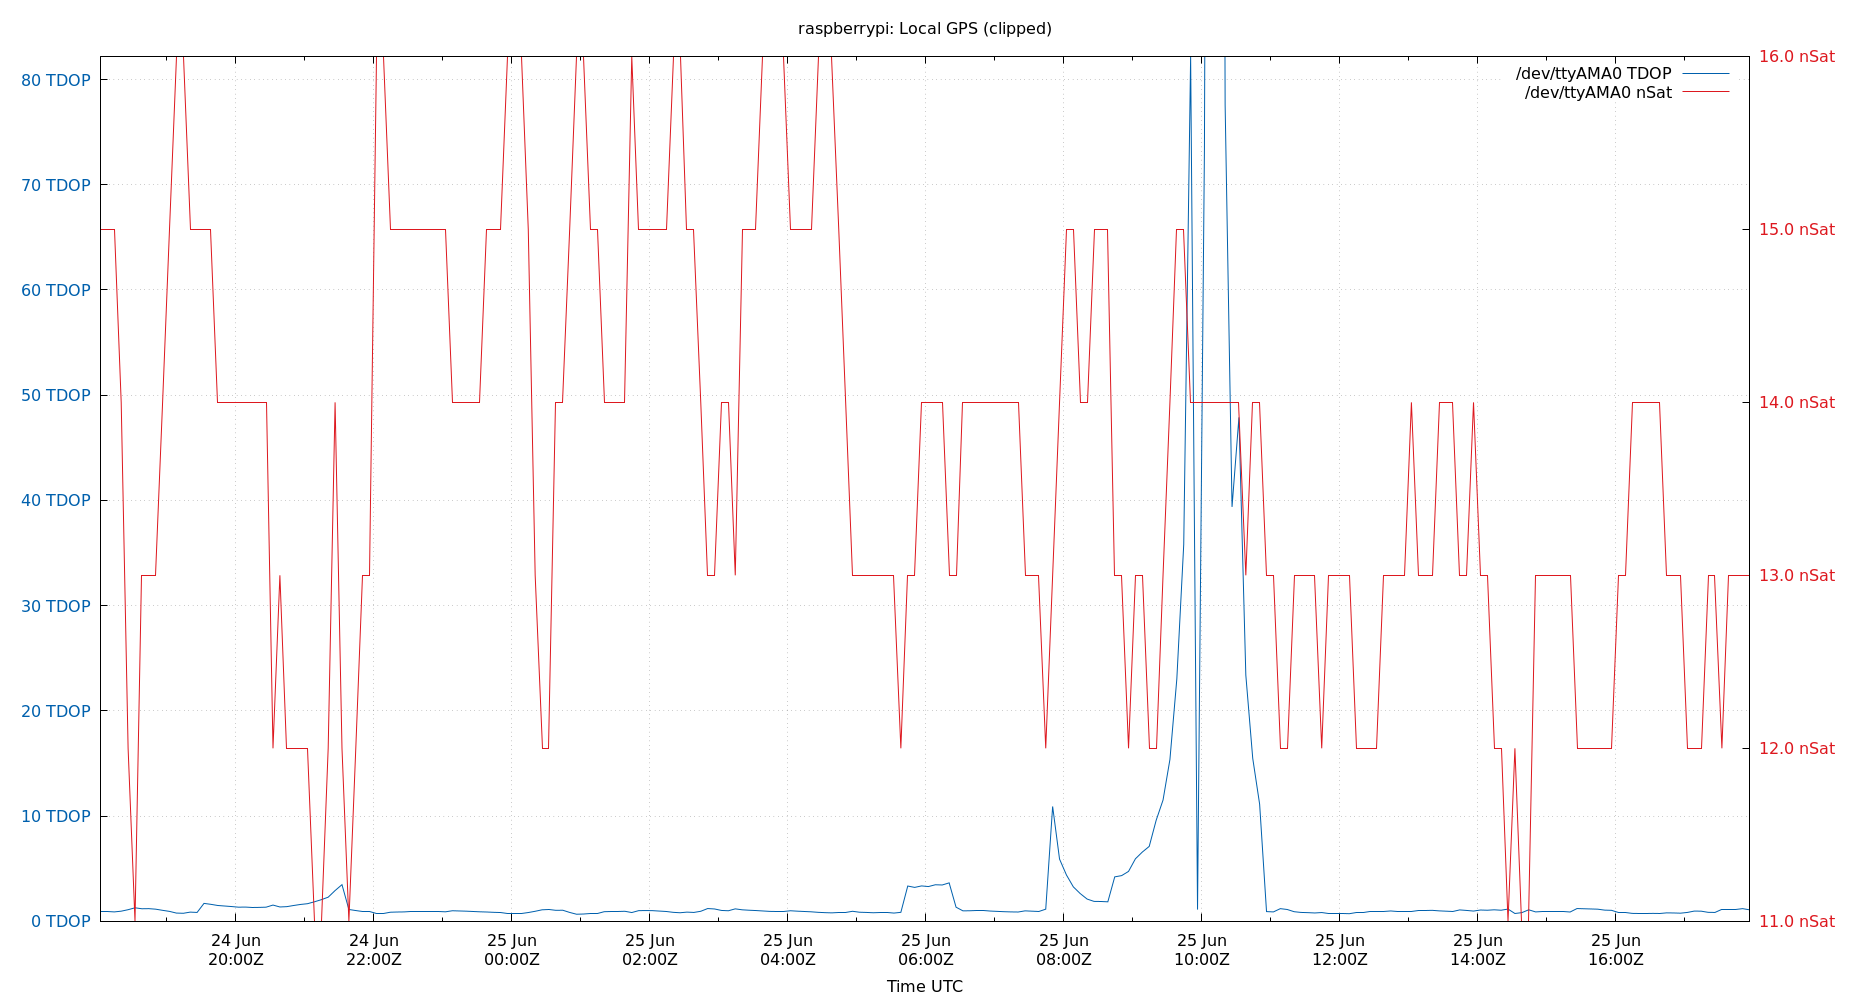 raspberrypi: Local GPS (clipped)
/dev/ttyAMA0 TDOP
/dev/ttyAMA0 nSat
80 TDOP
70 TDOP
60 TDOP
50 TDOP
40 TDOP
30 TDOP
20 TDOP
10 TDOP
0 TDOP
16.0 nSat
15.0 nSat
14.0 nSat
13.0 nSat
12.0 nSat
11.0 nSat
24 Jun
20:00Z
24 Jun
22:00Z
25 Jun
00:00Z
25 Jun
02:00Z
25 Jun
04:00Z
25 Jun
06:00Z
25 Jun
08:00Z
25 Jun
10:00Z
25 Jun
12:00Z
25 Jun
14:00Z
25 Jun
16:00Z
Time UTC